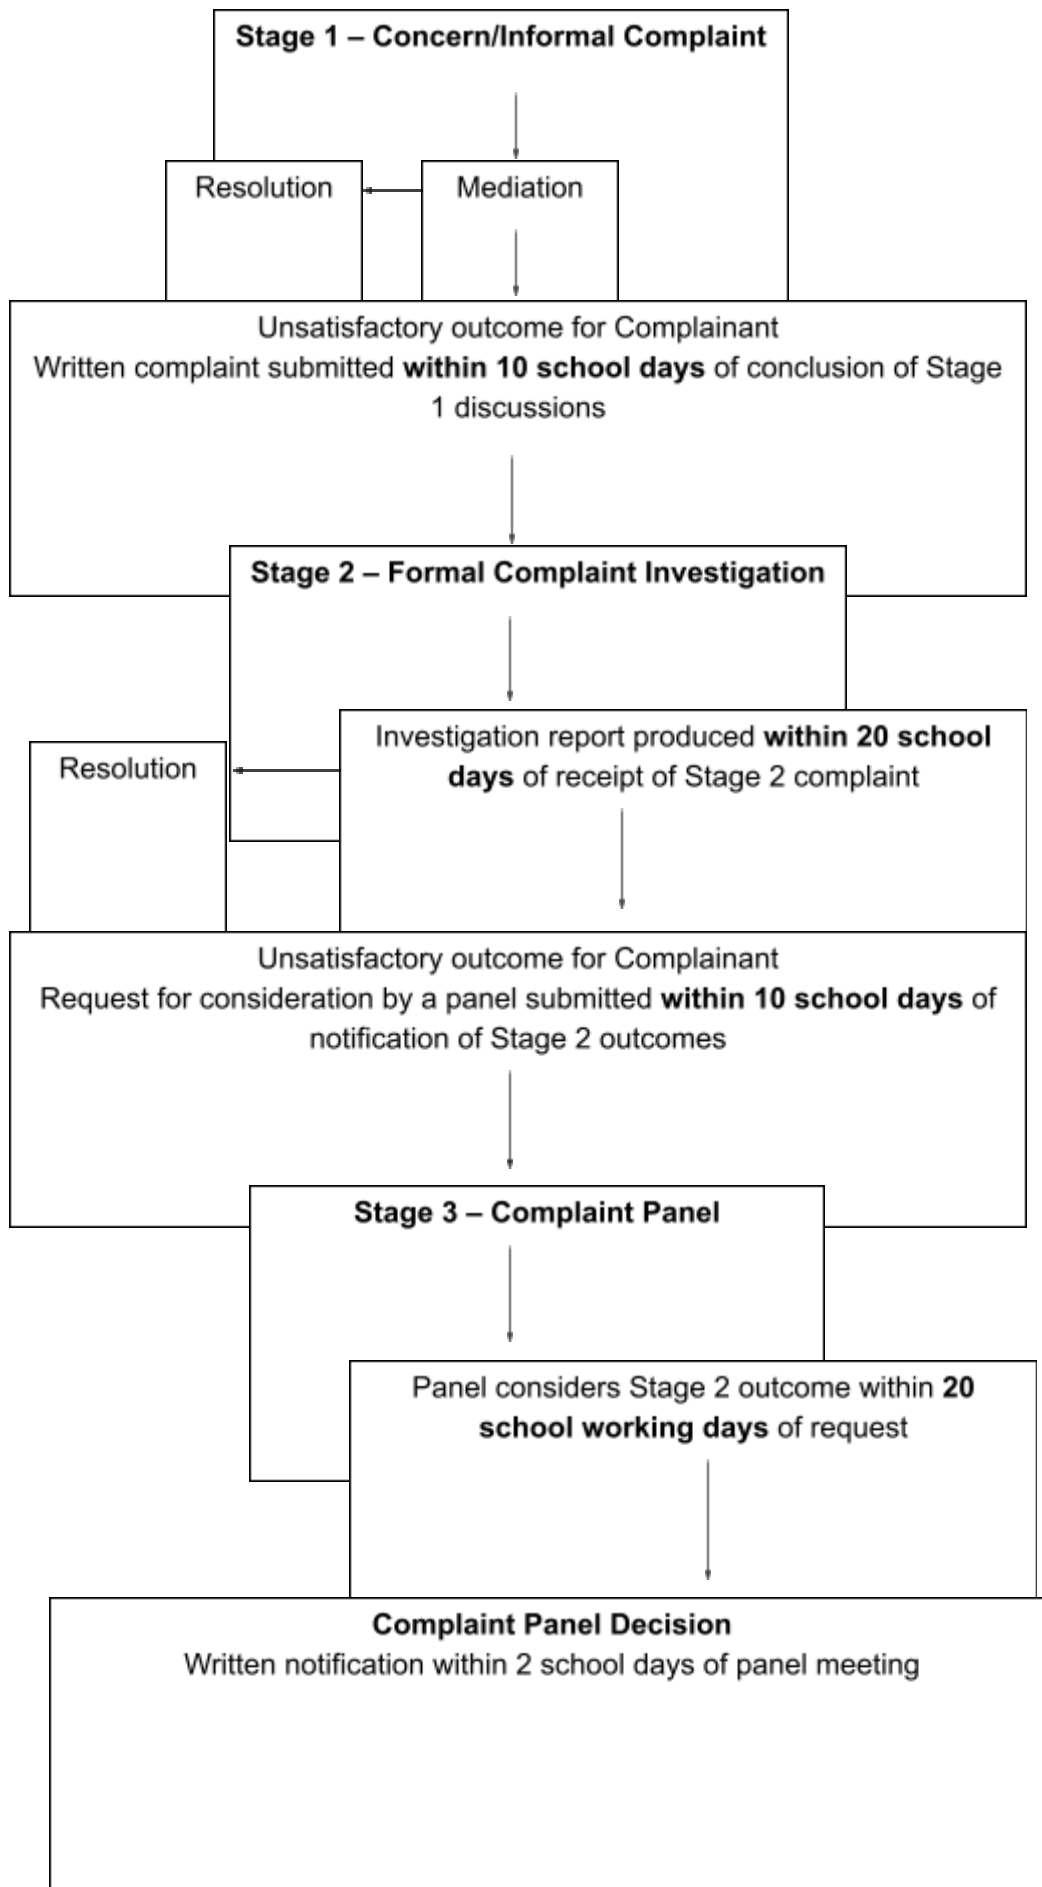 Stage 1 – Concern/Informal Complaint
Resolution
Mediation
Unsatisfactory outcome for Complainant
Written complaint submitted within 10 school days of conclusion of Stage
1 discussions
Stage 2 – Formal Complaint Investigation
Investigation report produced within 20 school
days of receipt of Stage 2 complaint
Resolution
Unsatisfactory outcome for Complainant
Request for consideration by a panel submitted within 10 school days of
notification of Stage 2 outcomes
Stage 3 – Complaint Panel
Panel considers Stage 2 outcome within 20
school working days of request
Complaint Panel Decision
Written notification within 2 school days of panel meeting